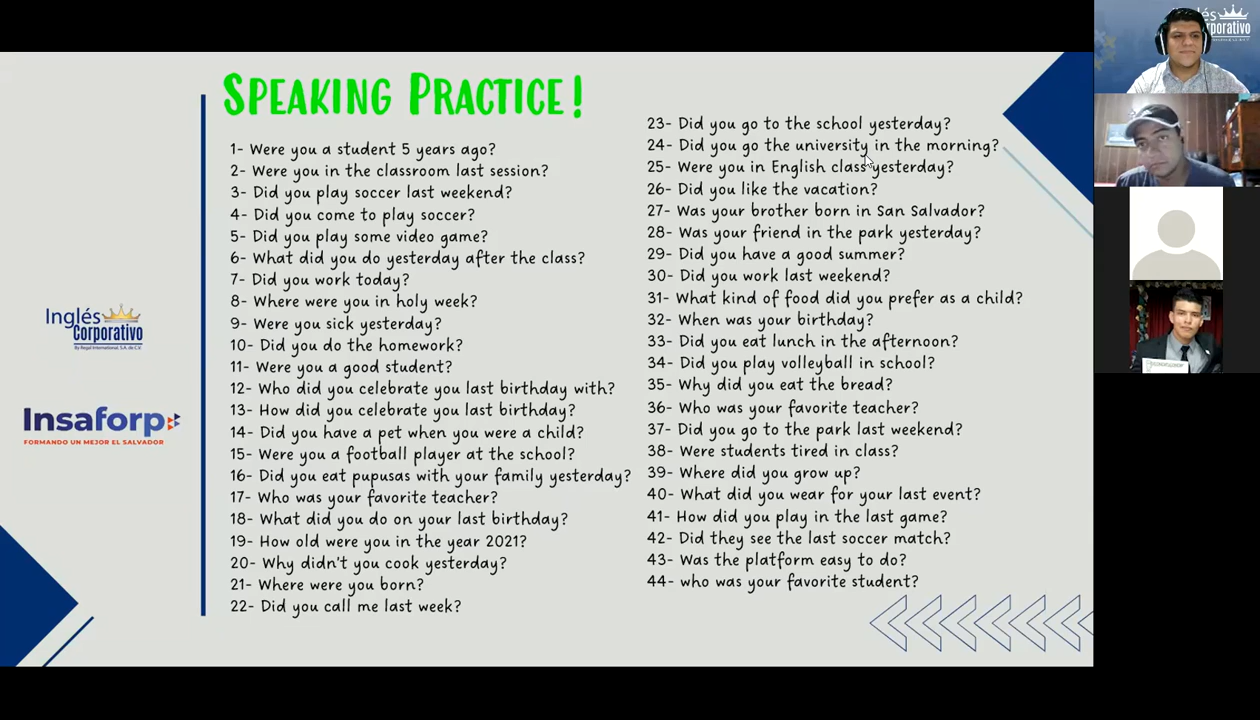 SPEAKING PRACTICE!
1- Were you a student 5 years ago?
2- Were you in the classroom last session?
3- Did you play soccer last weekend?
4- Did you come to play soccer?
5- Did you play some video game?
6- What did you do yesterday after the class?
7- Did you work today?
8- Where were you in holy week?
9- Were you sick yesterday?
10- Did you do the homework?
11- Were you a good student?
12- Who did you celebrate you last birthday with?
13- How did you celebrate you last birthday?
14- Did you have a pet when you were a child?
15- Were you a football player at the school?
16- Did you eat pupusas with your family yesterday?
17- Who was your favorite teacher?
18- What did you do on your last birthday?
19- How old were you in the year 2021?
20- Why didn't you cook yesterday?
21- Where were you born?
22- Did you call me last week?
23- Did you go to the school yesterday?
24- Did you go the university in the morning?
25- Were you in English class yesterday?
26- Did you like the vacation?
27- Was your brother born in San Salvador?
28- Was your friend in the park yesterday?
29- Did you have a good summer?
30- Did you work last weekend?
31- What kind of food did you prefer as a child?
32- When was your birthday?
33- Did you eat lunch in the afternoon?
34- Did you play volleyball in school?
35- Why did you eat the bread?
36- Who was your favorite teacher?
37- Did you go to the park last weekend?
38- Were students tired in class?
39- Where did you grow up?
40- What did you wear for your last event?
41- How did you play in the last game?
42- Did they see the last soccer match?
43- Was the platform easy to do?
44- who was your favorite student?
Inglés
Corporativo
By Regal International, S.A. de C.V.
Insaforp
FORMANDO UN MEJOR EL SALVADOR